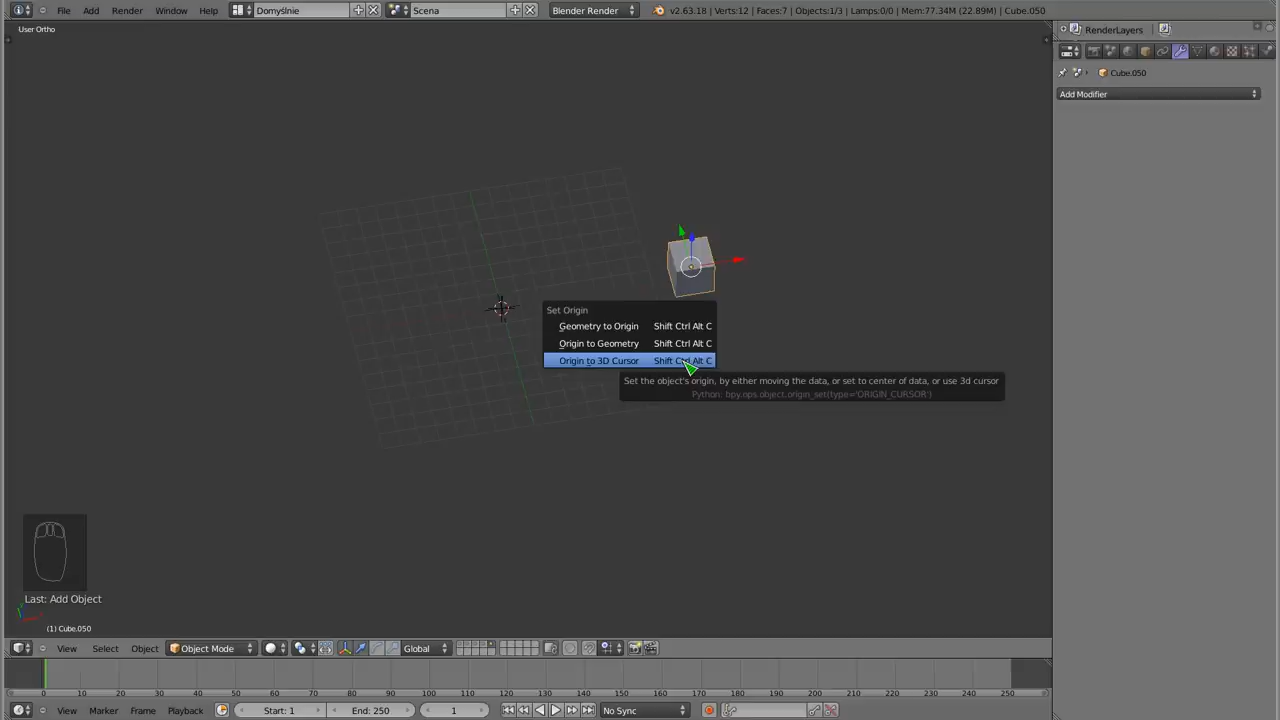 File Add Render Window Help Domyślnie Scena Blender Render v2.63.18 | Verts:12 | Faces:7 | Objects:1/3 | Lamps:0/0 | Mem:77.34M (22.89M) | Cube.050
User Ortho
RenderLayers
Cube.050
Add Modifier
Set Origin
Geometry to Origin Shift Ctrl Alt C
Origin to Geometry Shift Ctrl Alt C
Origin to 3D Cursor Shift Ctrl Alt C
Set the object's origin, by either moving the data, or set to center of data, or use 3d cursor
Python: bpy.ops.object.origin_set(type='ORIGIN_CURSOR')
Last: Add Object
(1) Cube.050
View Select Object Object Mode Global
0 10 20 30 40 50 60 70 80 90 100 110 120 130 140 150 160 170 180 190 200 210 220 230 240 250
View Marker Frame Playback Start: 1 End: 250 1 No Sync